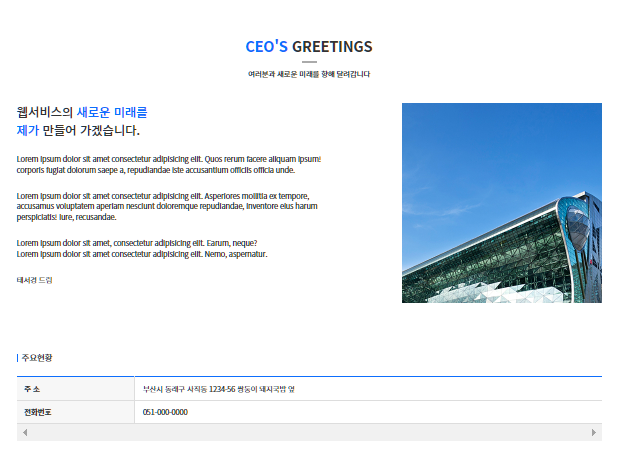 CEO'S GREETINGS
여러분과 새로운 미래를 향해 달려갑니다
웹서비스의 새로운 미래를
제가 만들어 가겠습니다.
Lorem ipsum dolor sit amet consectetur adipisicing elit. Quos rerum facere aliquam ipsum!
corporis fugiat dolorum saepe a, repudiandae iste accusantium officiis officia unde.
Lorem ipsum dolor sit amet consectetur adipisicing elit. Asperiores mollitia ex tempore,
accusamus voluptatem aperiam nesciunt doloremque repudiandae, inventore eius harum
perspiciatis! Iure, recusandae.
Lorem ipsum dolor sit amet, consectetur adipisicing elit. Earum, neque?
Lorem ipsum dolor sit amet consectetur adipisicing elit. Nemo, aspernatur.
태서경 드림
| 주요현황
주 소
부산시 동래구 사직동 1234-56 쌍둥이 돼지국밥 옆
전화번호
051-000-0000